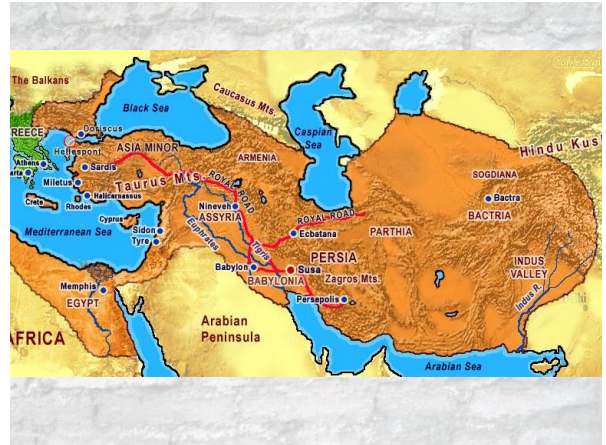 The Balkans
Black Sea
Caucasus Mts.
Caspian
Sea
Hindu Kus
GREECE
Doriscus
Hellespont
ASIA MINOR
ARMENIA
SOGDIANA
Athens
Sardis
Taurus Mts.
ROYAL ROAD
Sparta
Miletus
Halicarnassus
Nineveh
ASSYRIA
ROYAL ROAD
Bactra
BACTRIA
Crete
Rhodes
Cyprus
Ecbatana
PARTHIA
Mediterranean Sea
Sidon
Tyre
Euphrates
Tigris
PERSIA
INDUS
VALLEY
Babylon
BABYLONIA
Susa
Zagros Mts.
Memphis
EGYPT
Persepolis
Indus R.
Arabian
Peninsula
AFRICA
Arabian Sea